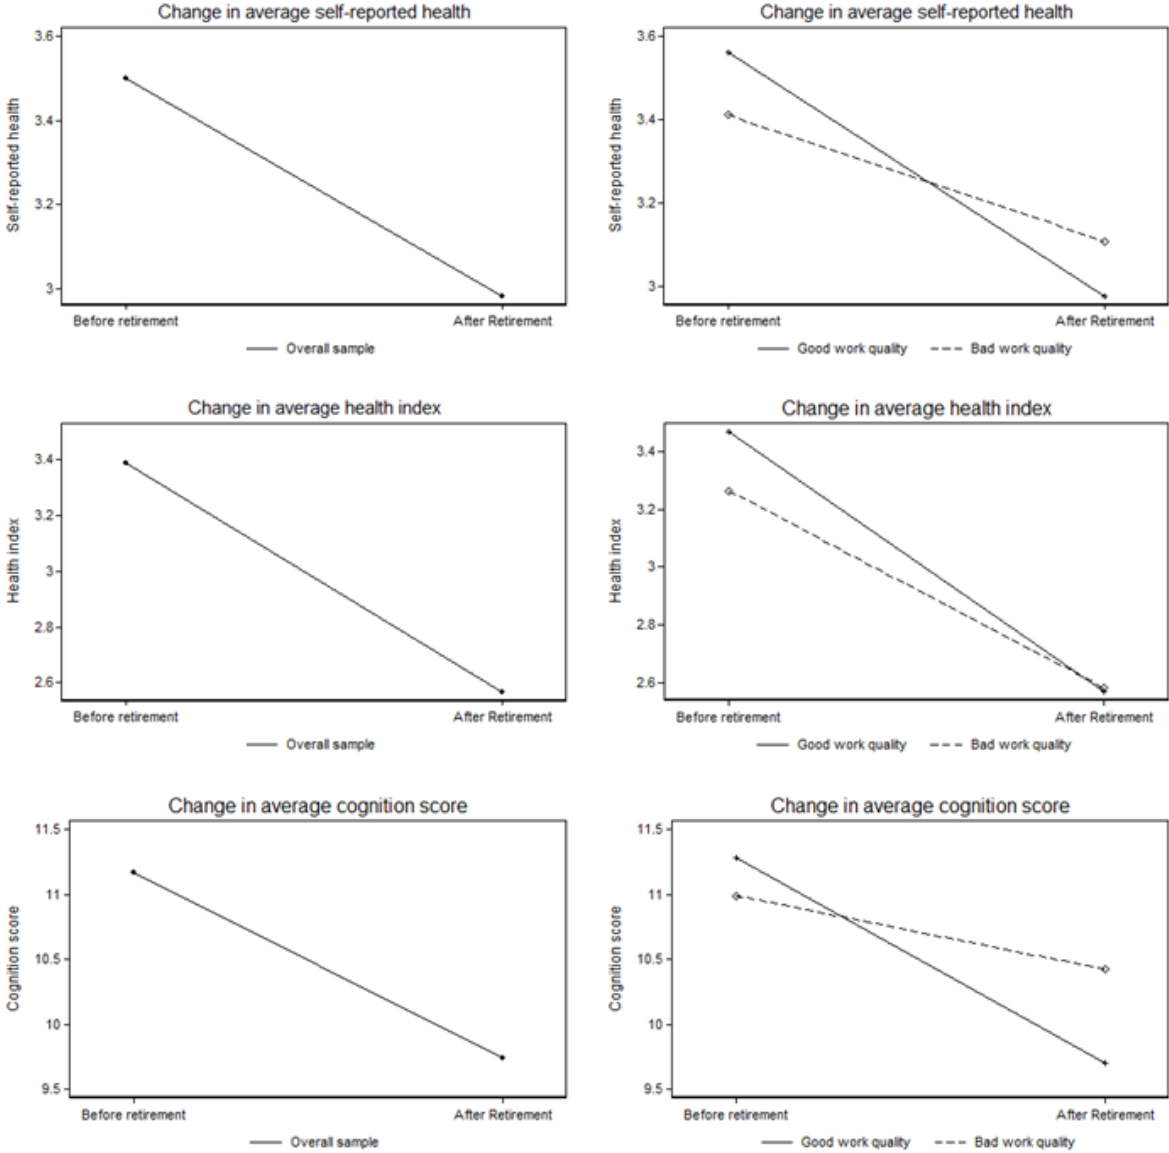 Change in average self-reported health
3.6
3.4
3.2
3
Self-reported health
Before retirement
After Retirement
Overall sample
Change in average self-reported health
3.6
3.4
3.2
3
Self-reported health
Before retirement
After Retirement
Good work quality
Bad work quality
Change in average health index
3.4
3.2
3
2.8
2.6
Health index
Before retirement
After Retirement
Overall sample
Change in average health index
3.4
3.2
3
2.8
2.6
Health index
Before retirement
After Retirement
Good work quality
Bad work quality
Change in average cognition score
11.5
11
10.5
10
9.5
Cognition score
Before retirement
After Retirement
Overall sample
Change in average cognition score
11.5
11
10.5
10
9.5
Cognition score
Before retirement
After Retirement
Good work quality
Bad work quality